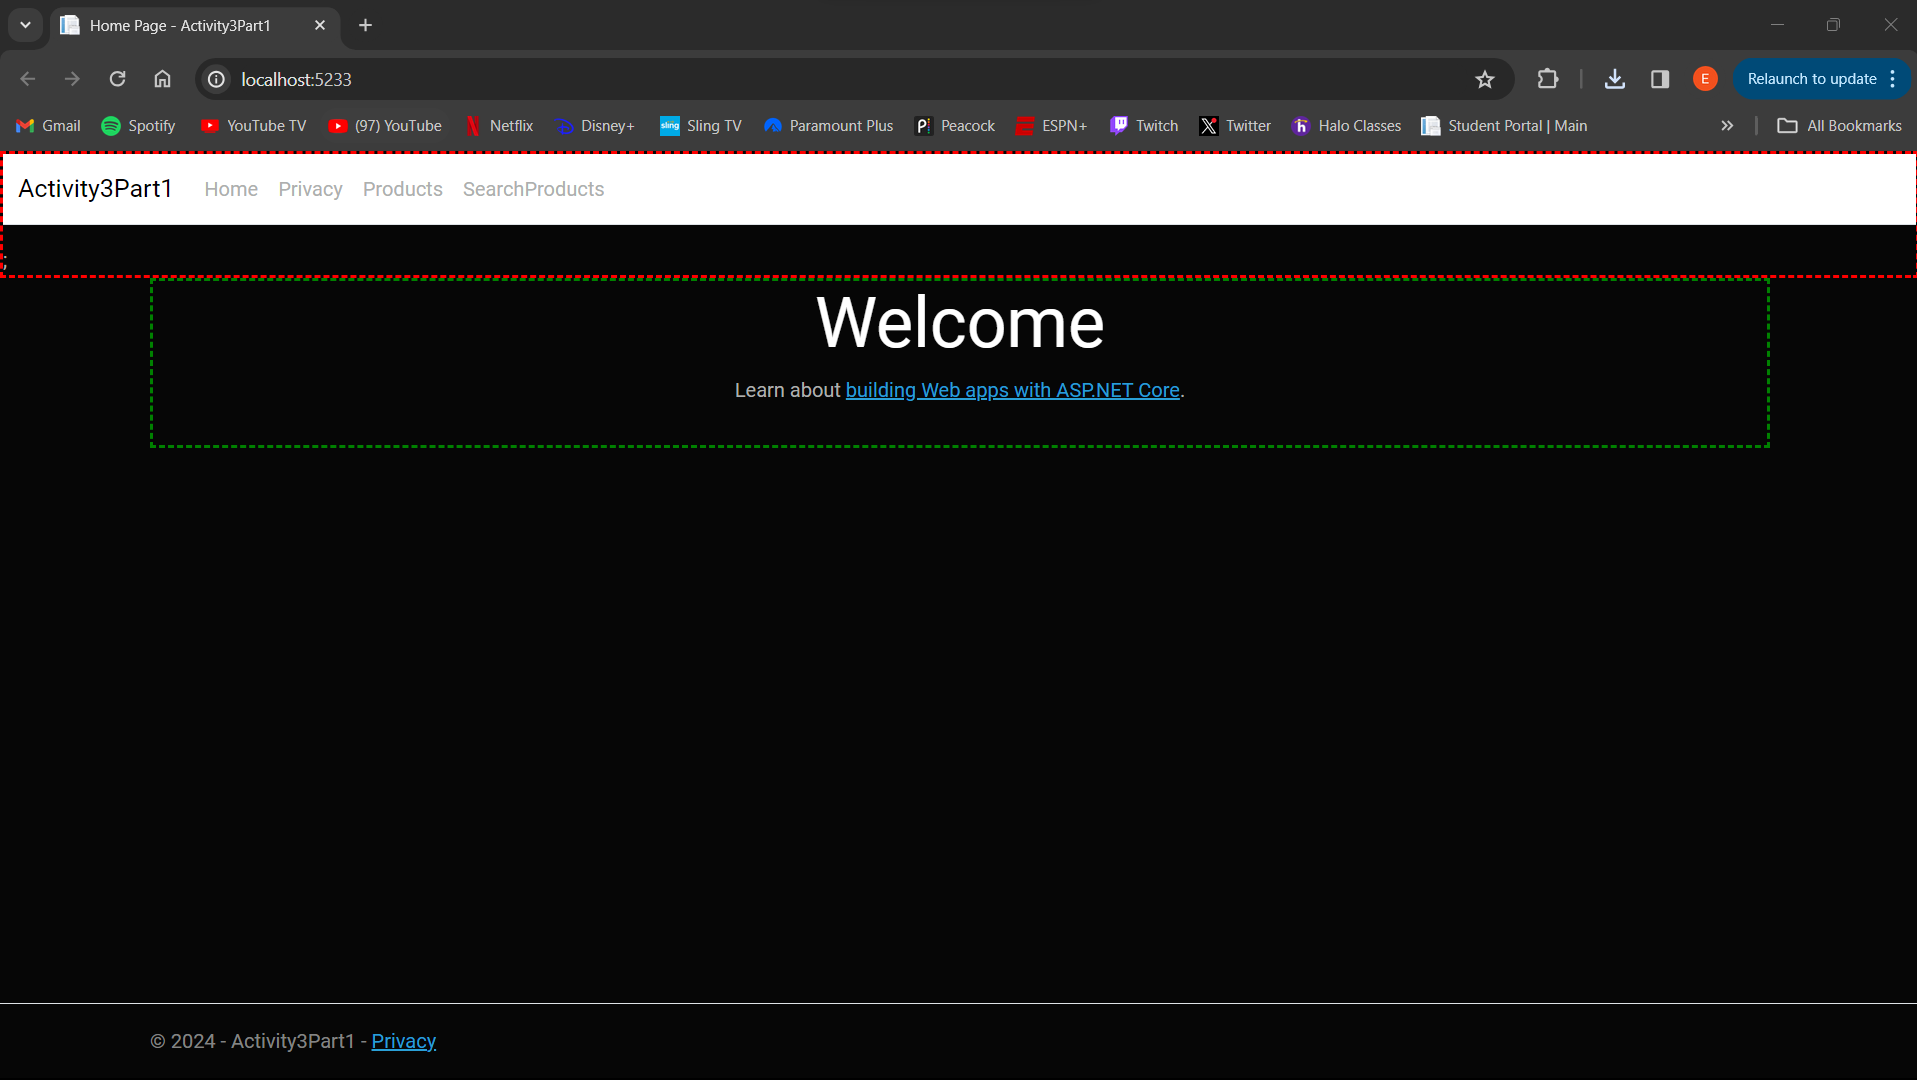 Home Page - Activity3Part1
localhost:5233
E
Relaunch to update
Gmail Spotify YouTube TV (97) YouTube Netflix Disney+ sling Sling TV Paramount Plus P Peacock ESPN+ Twitch X Twitter h Halo Classes Student Portal | Main » All Bookmarks
Activity3Part1 Home Privacy Products SearchProducts
;
Welcome
Learn about building Web apps with ASP.NET Core.
© 2024 - Activity3Part1 - Privacy